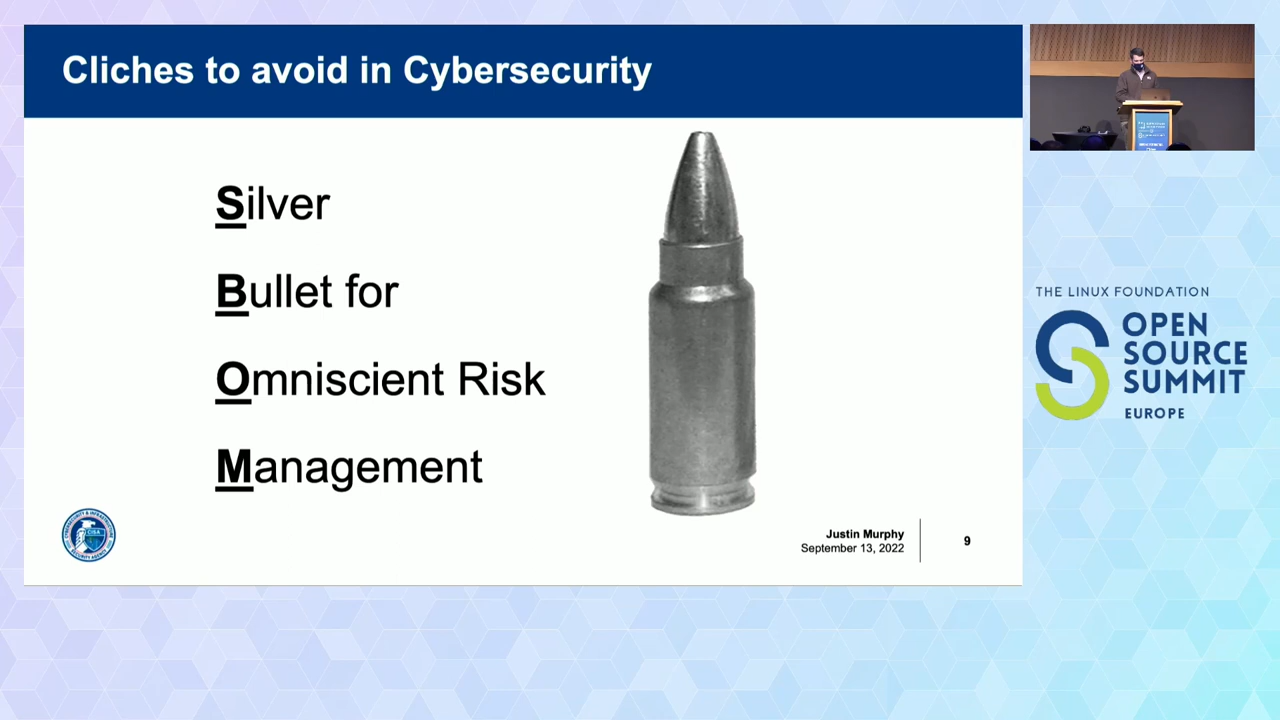 Cliches to avoid in Cybersecurity
Silver
Bullet for
Omniscient Risk
Management
Justin Murphy
September 13, 2022
9
THE LINUX FOUNDATION
OPEN
SOURCE
SUMMIT
EUROPE
CISA